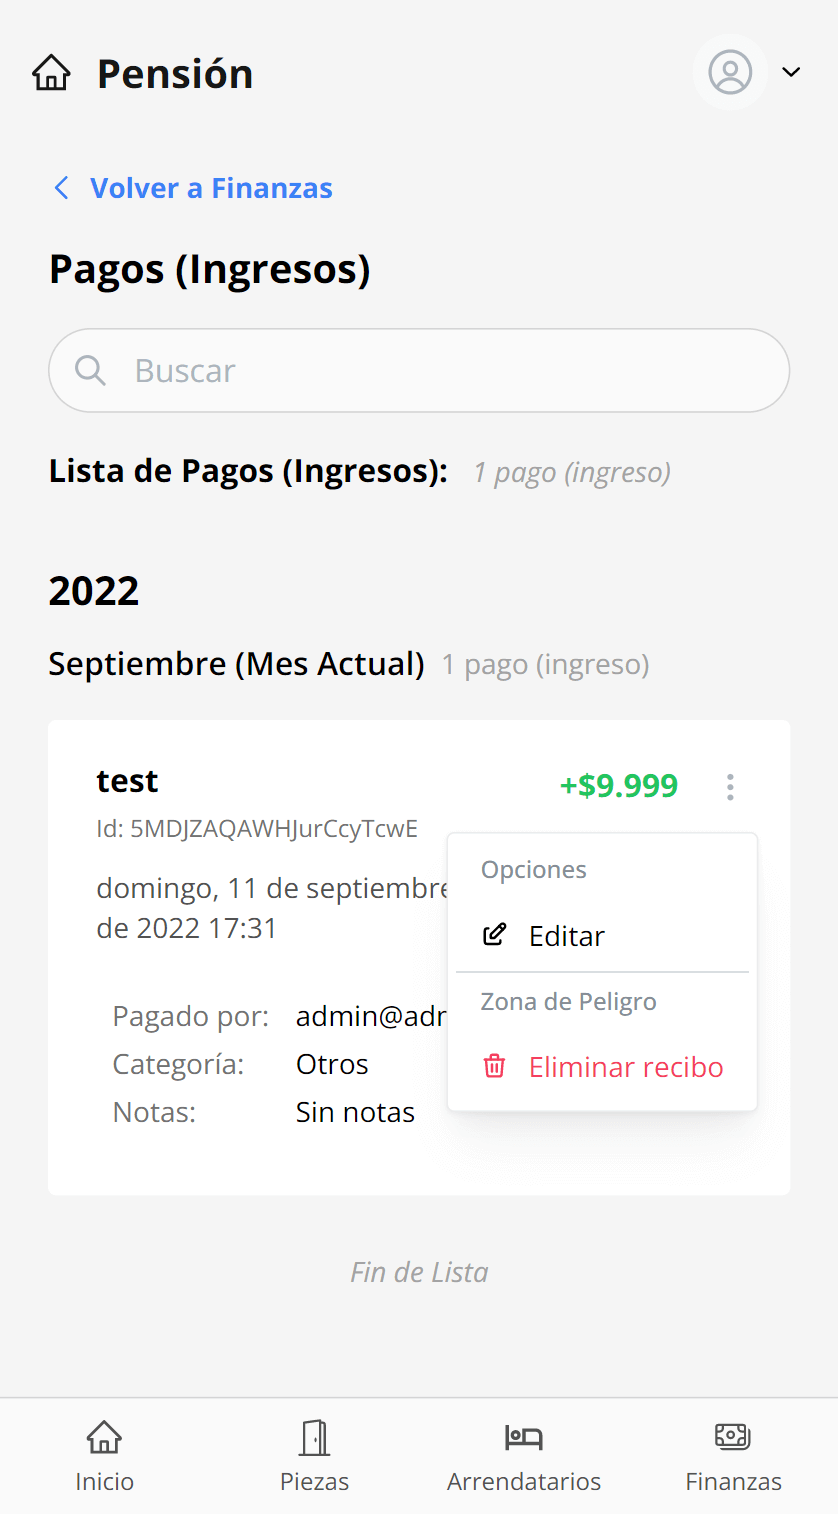 Pensión
Volver a Finanzas
Pagos (Ingresos)
Buscar
Lista de Pagos (Ingresos): 1 pago (ingreso)
2022
Septiembre (Mes Actual) 1 pago (ingreso)
test +$9.999
Id: 5MDJZAQAWHJurCcyTcwE
domingo, 11 de septiembre
de 2022 17:31
Pagado por: admin@adr
Categoría: Otros
Notas: Sin notas
Opciones
Editar
Zona de Peligro
Eliminar recibo
Fin de Lista
Inicio Piezas Arrendatarios Finanzas